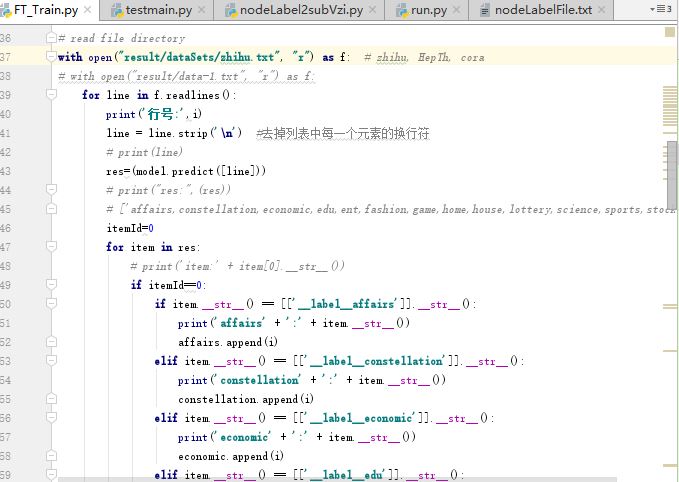 FT_Train.py × testmain.py × nodeLabel2subVzi.py × run.py × nodeLabelFile.txt ×
36 # read file directory
37 with open("result/dataSets/zhihu.txt", "r") as f: # zhihu, HepTh, cora
38 # with open("result/data-1.txt", "r") as f:
39 for line in f.readlines():
40 print('行号:',i)
41 line = line.strip('\n') #去掉列表中每一个元素的换行符
42 # print(line)
43 res=(model.predict([line]))
44 # print("res:",(res))
45 # ['affairs,constellation,economic,edu,ent,fashion,game,home,house,lottery,science,sports,stock
46 itemId=0
47 for item in res:
48 # print('item:' + item[0].__str__())
49 if itemId==0:
50 if item.__str__() == [['__label__affairs']].__str__():
51 print('affairs' + ':' + item.__str__())
52 affairs.append(i)
53 elif item.__str__() == [['__label__constellation']].__str__():
54 print('constellation' + ':' + item.__str__())
55 constellation.append(i)
56 elif item.__str__() == [['__label__economic']].__str__():
57 print('economic' + ':' + item.__str__())
58 economic.append(i)
59 elif item.__str__() == [['__label__edu']].__str__():